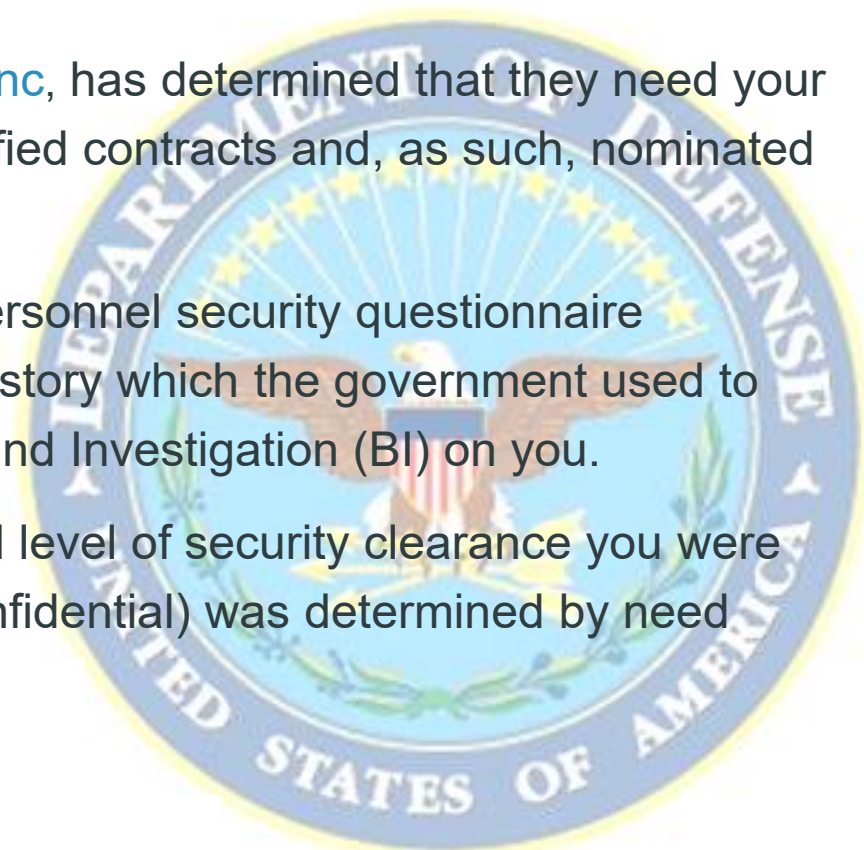 nc, has determined that they need your
fied contracts and, as such, nominated
ersonnel security questionnaire
story which the government used to
nd Investigation (BI) on you.
l level of security clearance you were
nfidential) was determined by need
DEPARTMENT OF DEFENSE
UNITED STATES OF AMERICA